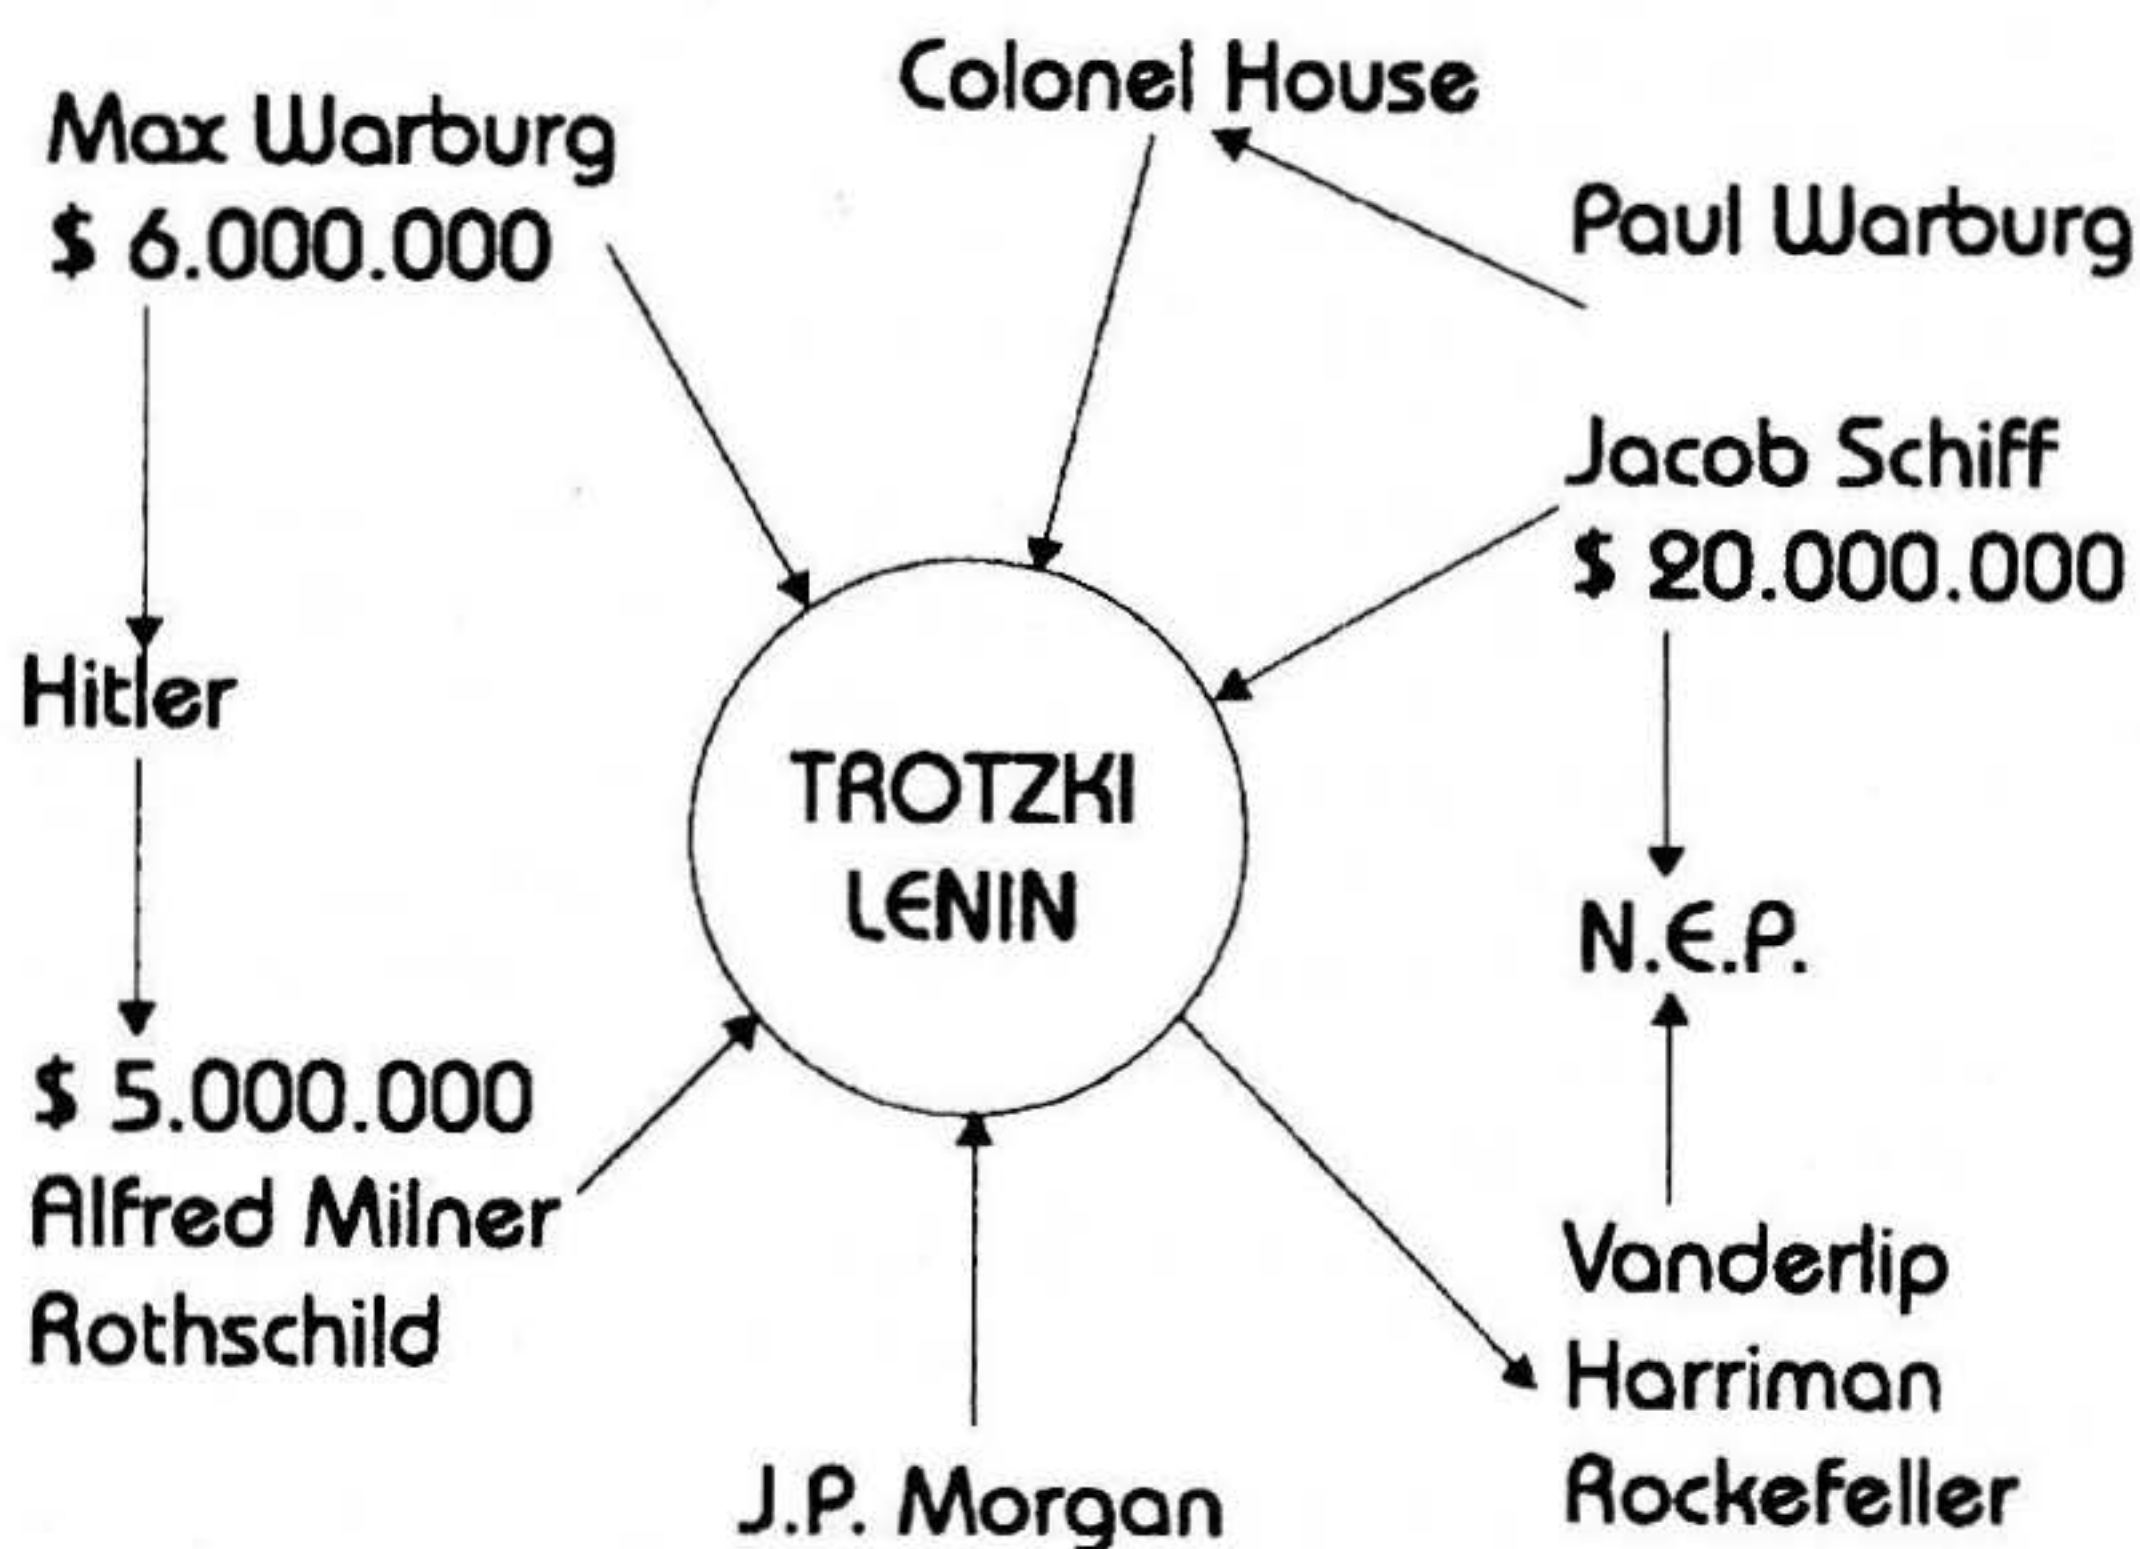 Colonel House
Max Warburg
$ 6.000.000
Paul Warburg
Jacob Schiff
$ 20.000.000
Hitler
TROTZKI
LENIN
N.E.P.
$ 5.000.000
Alfred Milner
Rothschild
Vanderlip
Harriman
Rockefeller
J.P. Morgan